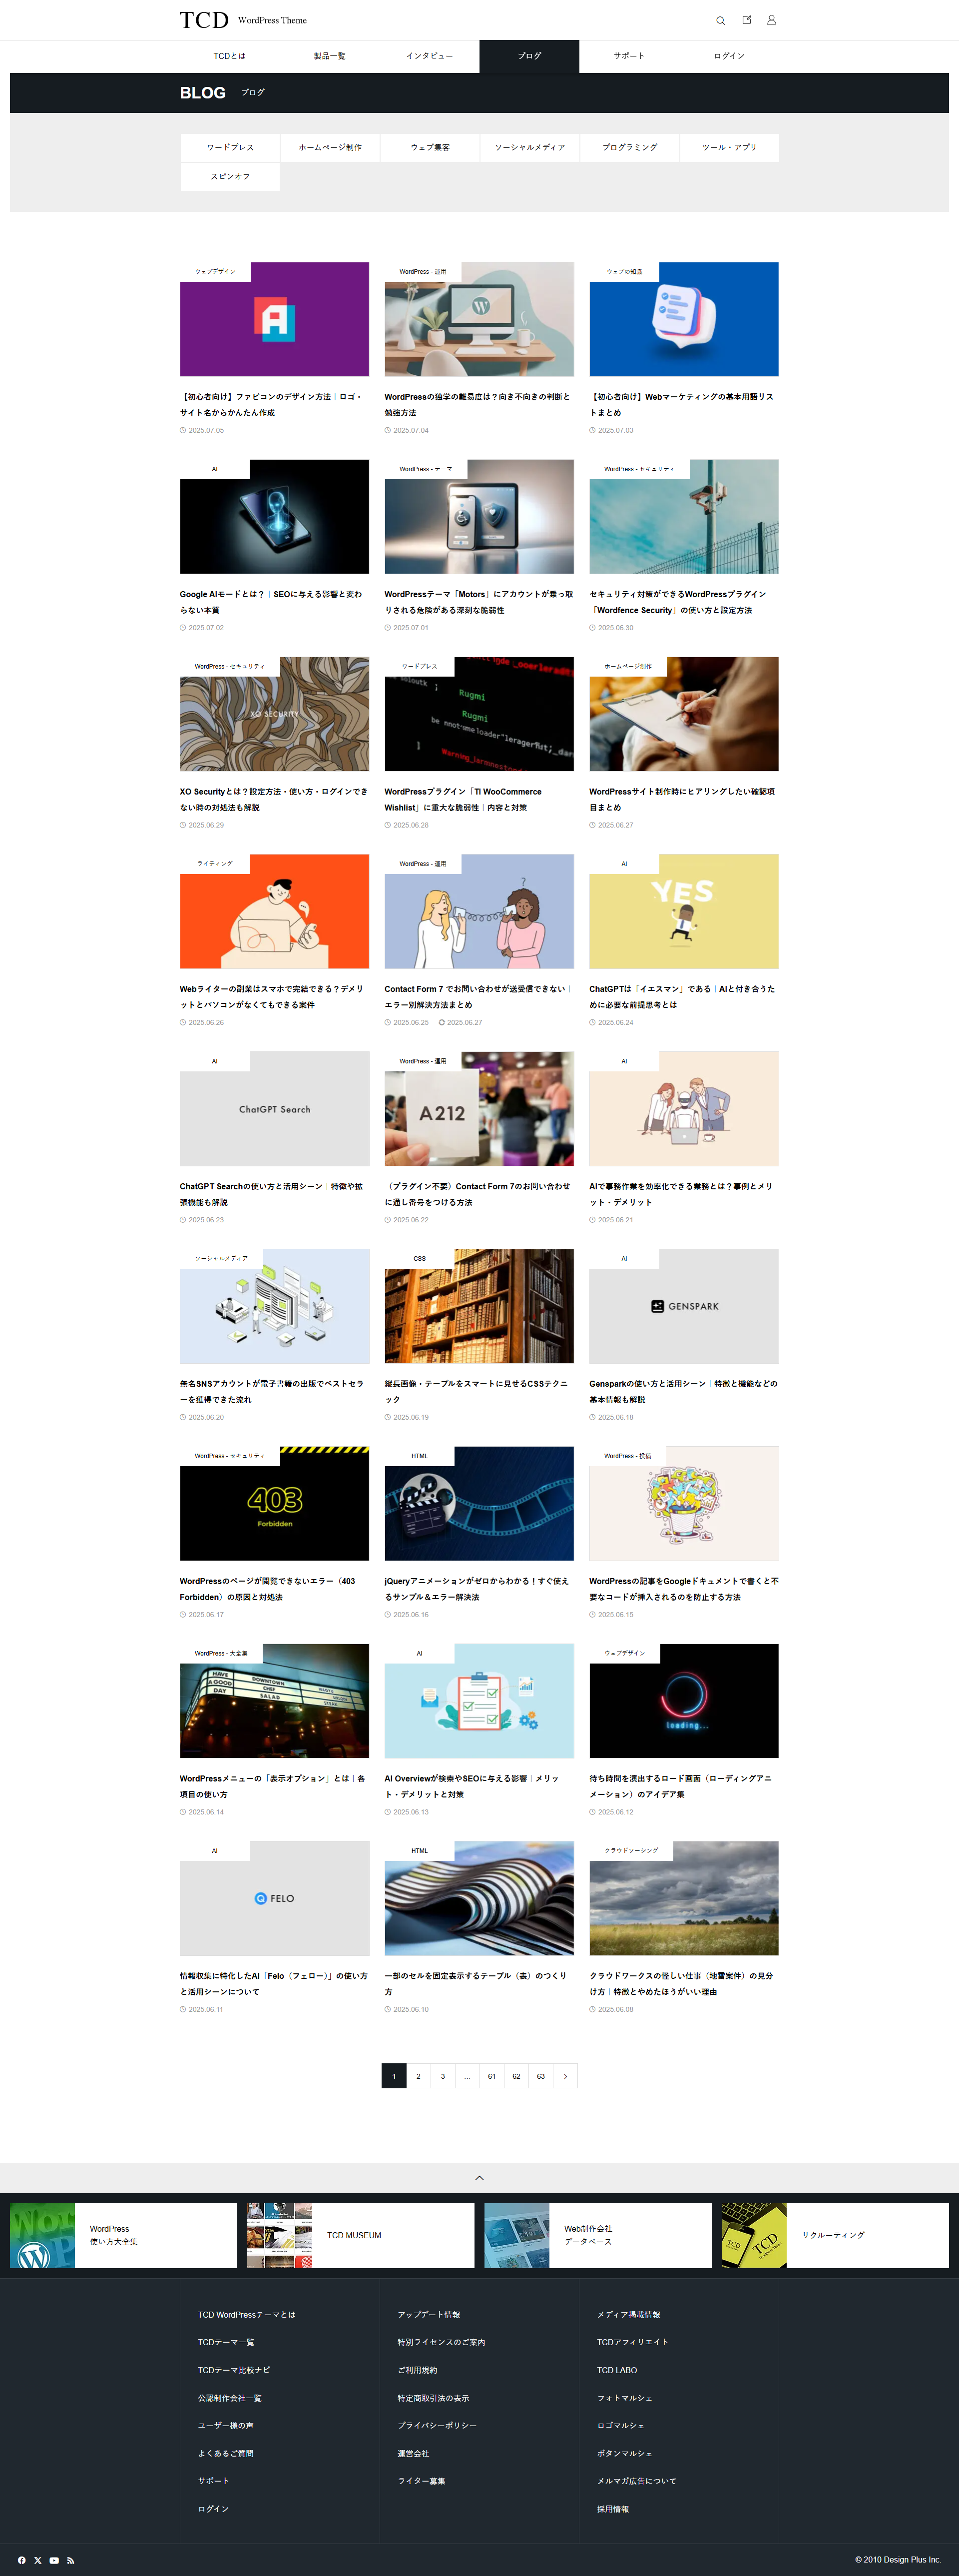 TCD WordPress Theme
TCDとは
製品一覧
インタビュー
ブログ
サポート
ログイン
BLOG ブログ
ワードプレス
ホームページ制作
ウェブ集客
ソーシャルメディア
プログラミング
ツール・アプリ
スピンオフ
ウェブデザイン
【初心者向け】ファビコンのデザイン方法｜ロゴ・
サイト名からかんたん作成
2025.07.05
WordPress - 運用
WordPressの独学の難易度は？向き不向きの判断と
勉強方法
2025.07.04
ウェブの知識
【初心者向け】Webマーケティングの基本用語リス
トまとめ
2025.07.03
AI
Google AIモードとは？｜SEOに与える影響と変わ
らない本質
2025.07.02
WordPress - テーマ
WordPressテーマ「Motors」にアカウントが乗っ取
りされる危険がある深刻な脆弱性
2025.07.01
WordPress - セキュリティ
セキュリティ対策ができるWordPressプラグイン
「Wordfence Security」の使い方と設定方法
2025.06.30
WordPress - セキュリティ
XO SECURITY
XO Securityとは？設定方法・使い方・ログインでき
ない時の対処法も解説
2025.06.29
ワードプレス
Rugmi
Rugmi
WordPressプラグイン「TI WooCommerce
Wishlist」に重大な脆弱性｜内容と対策
2025.06.28
ホームページ制作
WordPressサイト制作時にヒアリングしたい確認項
目まとめ
2025.06.27
ライティング
Webライターの副業はスマホで完結できる？デメリ
ットとパソコンがなくてもできる案件
2025.06.26
WordPress - 運用
?
Contact Form 7 でお問い合わせが送受信できない｜
エラー別解決方法まとめ
2025.06.25 2025.06.27
AI
YES
ChatGPTは「イエスマン」である｜AIと付き合うた
めに必要な前提思考とは
2025.06.24
AI
ChatGPT Search
ChatGPT Searchの使い方と活用シーン｜特徴や拡
張機能も解説
2025.06.23
WordPress - 運用
A212
（プラグイン不要）Contact Form 7のお問い合わせ
に通し番号をつける方法
2025.06.22
AI
AIで事務作業を効率化できる業務とは？事例とメリ
ット・デメリット
2025.06.21
ソーシャルメディア
無名SNSアカウントが電子書籍の出版でベストセラ
ーを獲得できた流れ
2025.06.20
CSS
縦長画像・テーブルをスマートに見せるCSSテクニ
ック
2025.06.19
AI
GENSPARK
Gensparkの使い方と活用シーン｜特徴と機能などの
基本情報も解説
2025.06.18
WordPress - セキュリティ
403
Forbidden
WordPressのページが閲覧できないエラー（403
Forbidden）の原因と対処法
2025.06.17
HTML
jQueryアニメーションがゼロからわかる！すぐ使え
るサンプル＆エラー解決法
2025.06.16
WordPress - 投稿
WordPressの記事をGoogleドキュメントで書くと不
要なコードが挿入されるのを防止する方法
2025.06.15
WordPress - 大全集
HAVE
A GOOD
DAY
DOWNTOWN
CHEF
SALAD
STEAK
WordPressメニューの「表示オプション」とは｜各
項目の使い方
2025.06.14
AI
AI Overviewが検索やSEOに与える影響｜メリッ
ト・デメリットと対策
2025.06.13
ウェブデザイン
loading...
待ち時間を演出するロード画面（ローディングアニ
メーション）のアイデア集
2025.06.12
AI
FELO
情報収集に特化したAI「Felo（フェロー）」の使い方
と活用シーンについて
2025.06.11
HTML
一部のセルを固定表示するテーブル（表）のつくり
方
2025.06.10
クラウドソーシング
クラウドワークスの怪しい仕事（地雷案件）の見分
け方｜特徴とやめたほうがいい理由
2025.06.08
1 2 3 … 61 62 63
WordPress
使い方大全集
TCD MUSEUM
Web制作会社
データベース
TCD
リクルーティング
TCD WordPressテーマとは
TCDテーマ一覧
TCDテーマ比較ナビ
公認制作会社一覧
ユーザー様の声
よくあるご質問
サポート
ログイン
アップデート情報
特別ライセンスのご案内
ご利用規約
特定商取引法の表示
プライバシーポリシー
運営会社
ライター募集
メディア掲載情報
TCDアフィリエイト
TCD LABO
フォトマルシェ
ロゴマルシェ
ボタンマルシェ
メルマガ広告について
採用情報
© 2010 Design Plus Inc.